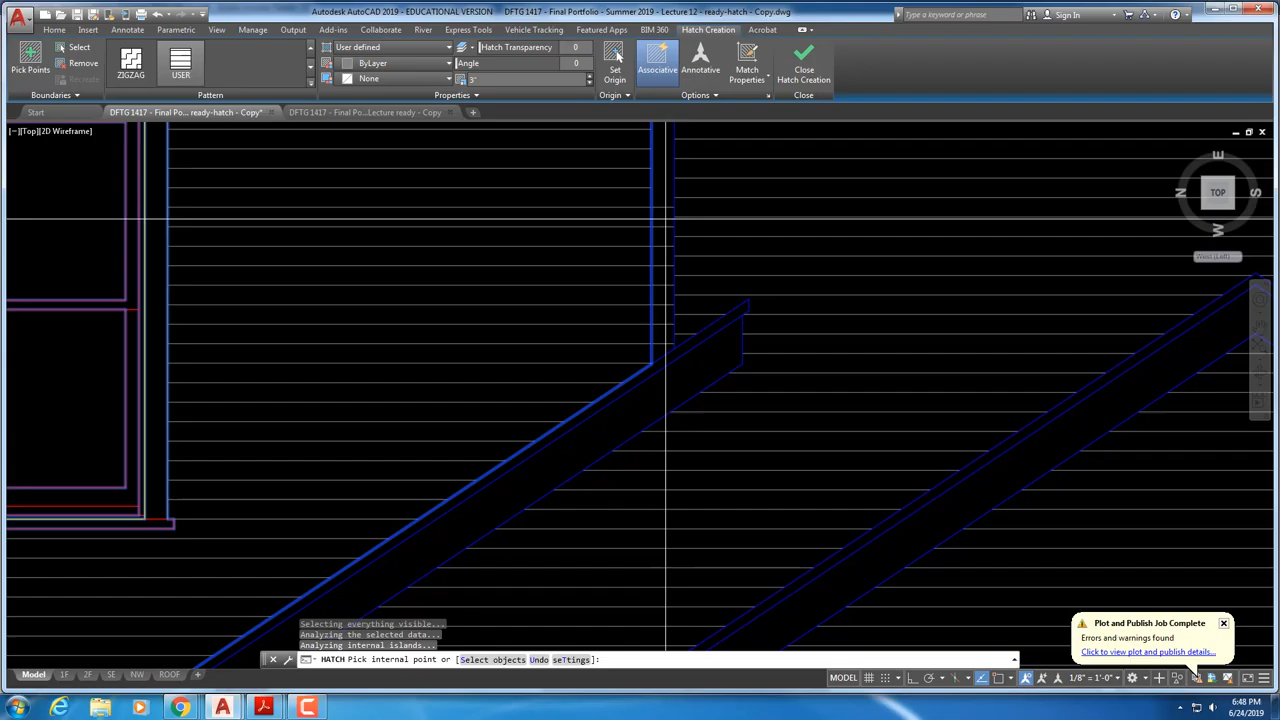 Autodesk AutoCAD 2019 - EDUCATIONAL VERSION DFTG 1417 - Final Portfolio - Summer 2019 - Lecture 12 - ready-hatch - Copy.dwg
Type a keyword or phrase
Sign In
Home Insert Annotate Parametric View Manage Output Add-ins Collaborate River Express Tools Vehicle Tracking Featured Apps BIM 360 Hatch Creation Acrobat
Pick Points
Select
Remove
Recreate
Boundaries
ZIGZAG
USER
Pattern
User defined
ByLayer
None
Hatch Transparency 0
Angle 0
3"
Properties
Set Origin
Origin
Associative
Annotative
Match Properties
Options
Close Hatch Creation
Close
Start
DFTG 1417 - Final Po... ready-hatch - Copy*
DFTG 1417 - Final Po...Lecture ready - Copy
[−][Top][2D Wireframe]
E
N
TOP
S
W
West (Left)
Selecting everything visible...
Analyzing the selected data...
Analyzing internal islands...
HATCH Pick internal point or [Select objects Undo seTtings]:
Plot and Publish Job Complete
Errors and warnings found
Click to view plot and publish details...
Model 1F 2F SE NW ROOF
MODEL
1/8" = 1'-0"
6:48 PM
6/24/2019